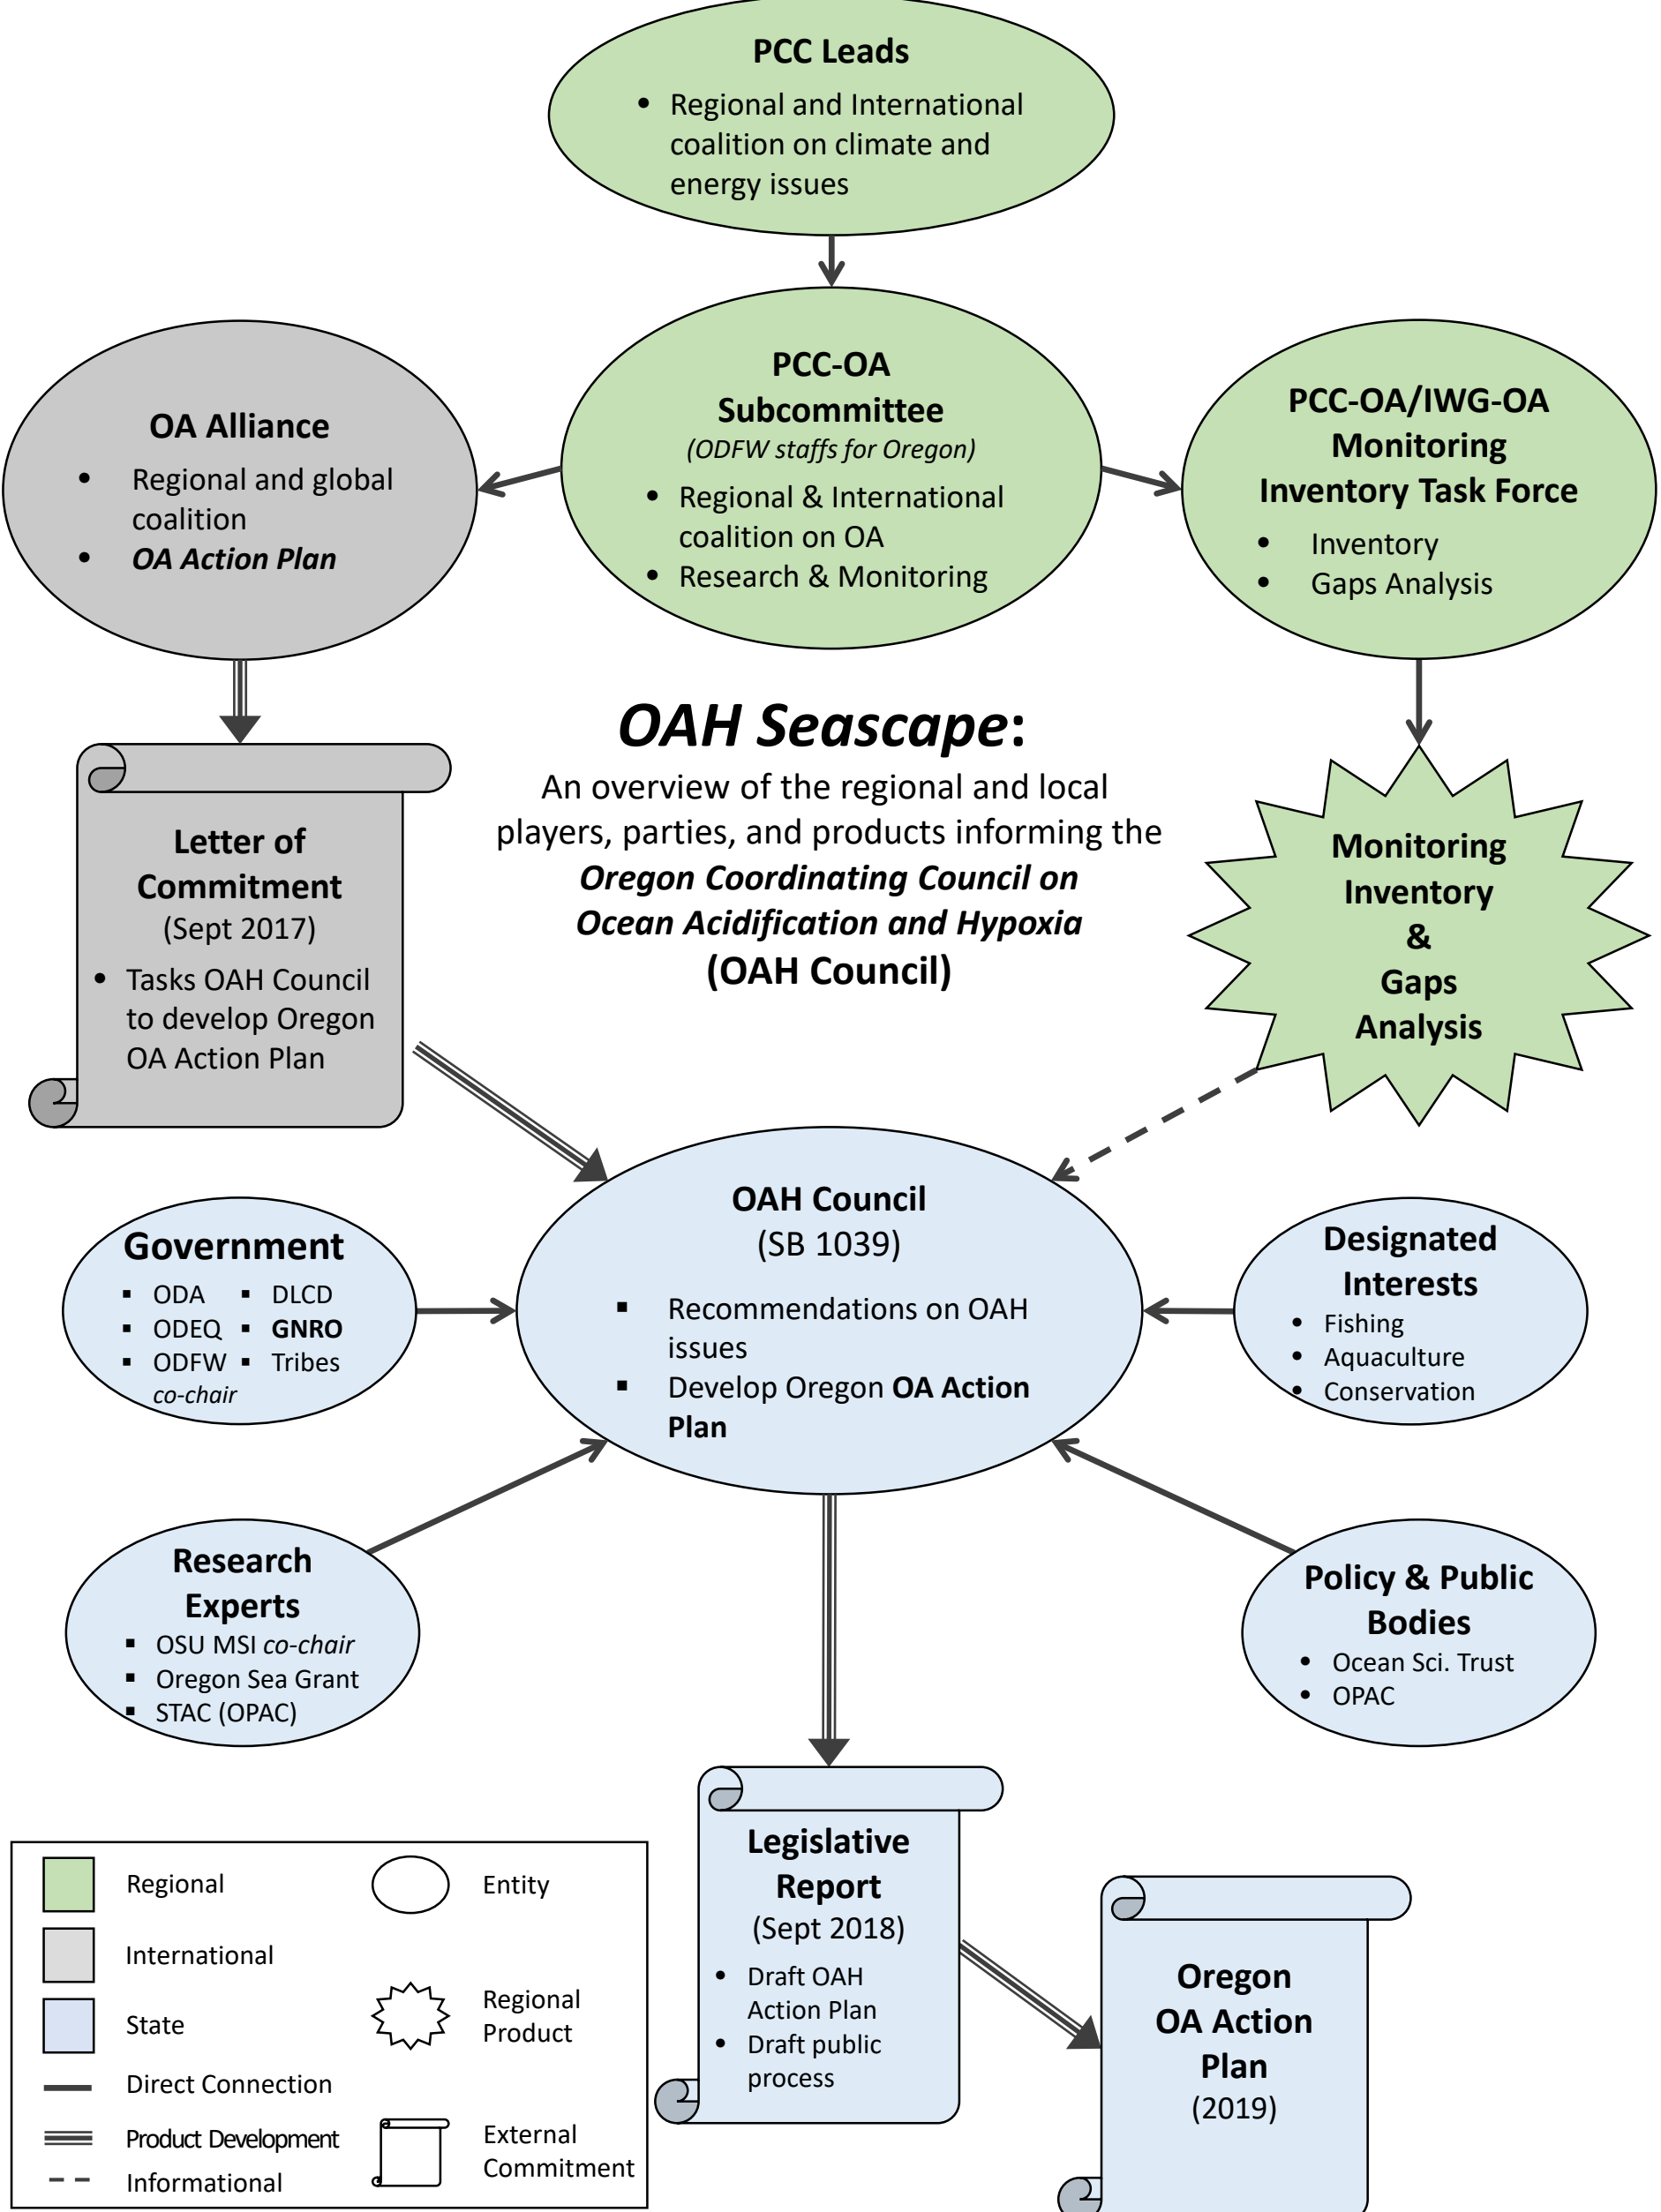 PCC Leads
• Regional and International
coalition on climate and
energy issues
OA Alliance
• Regional and global
coalition
• OA Action Plan
PCC-OA
Subcommittee
(ODFW staffs for Oregon)
• Regional & International
coalition on OA
• Research & Monitoring
PCC-OA/IWG-OA
Monitoring
Inventory Task Force
• Inventory
• Gaps Analysis
OAH Seascape:
An overview of the regional and local
players, parties, and products informing the
Oregon Coordinating Council on
Ocean Acidification and Hypoxia
(OAH Council)
Letter of
Commitment
(Sept 2017)
• Tasks OAH Council
to develop Oregon
OA Action Plan
Monitoring
Inventory
&
Gaps
Analysis
OAH Council
(SB 1039)
▪ Recommendations on OAH
issues
▪ Develop Oregon OA Action
Plan
Government
▪ ODA ▪ DLCD
▪ ODEQ ▪ GNRO
▪ ODFW ▪ Tribes
co-chair
Designated
Interests
• Fishing
• Aquaculture
• Conservation
Research
Experts
▪ OSU MSI co-chair
▪ Oregon Sea Grant
▪ STAC (OPAC)
Policy & Public
Bodies
• Ocean Sci. Trust
• OPAC
Legislative
Report
(Sept 2018)
• Draft OAH
Action Plan
• Draft public
process
Oregon
OA Action
Plan
(2019)
Regional
International
State
Direct Connection
Product Development
Informational
Entity
Regional
Product
External
Commitment